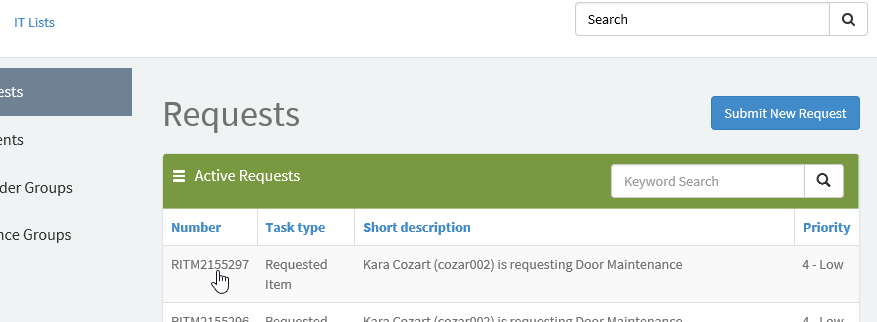 IT Lists
Search
ests
Requests
Submit New Request
ents
Active Requests
Keyword Search
der Groups
Number Task type Short description Priority
nce Groups
RITM2155297 Requested Kara Cozart (cozar002) is requesting Door Maintenance 4 - Low
Item
RITM2155296 Requested Kara Cozart (cozar002) is requesting Door Maintenance 4 - Low